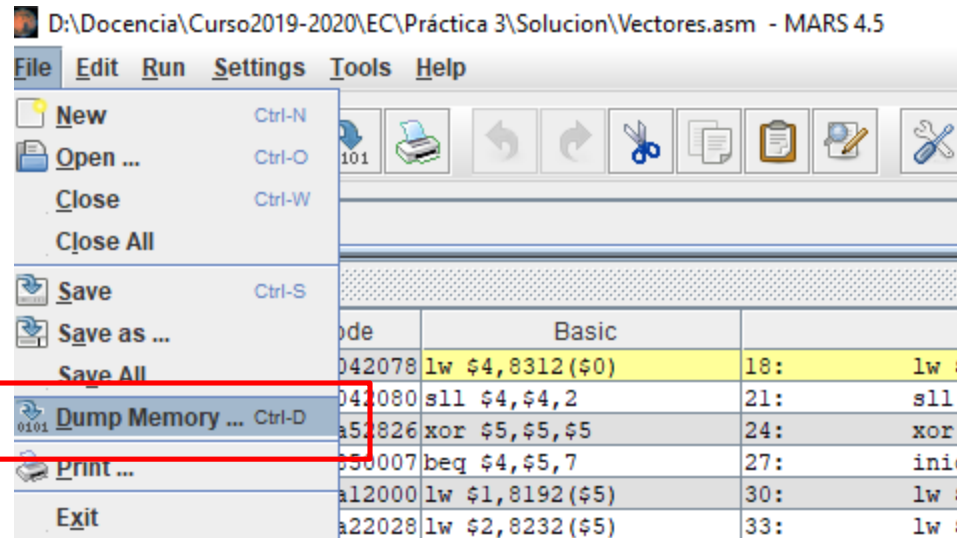 D:\Docencia\Curso2019-2020\EC\Práctica 3\Solucion\Vectores.asm - MARS 4.5
File Edit Run Settings Tools Help
New Ctrl-N
Open ... Ctrl-O
101
Close Ctrl-W
Close All
Save Ctrl-S
Save as ...
ode Basic
Save All
042078 lw $4,8312($0) 18: lw
042080 sll $4,$4,2 21: sll
Dump Memory ... Ctrl-D
0101
a52826 xor $5,$5,$5 24: xor
Print ...
850007 beq $4,$5,7 27: ini
a12000 lw $1,8192($5) 30: lw
Exit
a22028 lw $2,8232($5) 33: lw